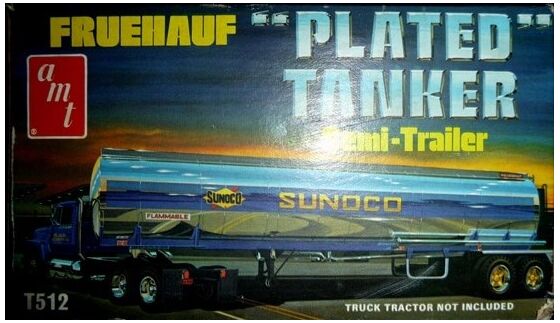 FRUEHAUF
"PLATED"
TANKER
Semi-Trailer
amt
®
SUNOCO
SUNOCO
FLAMMABLE
T512
TRUCK TRACTOR NOT INCLUDED